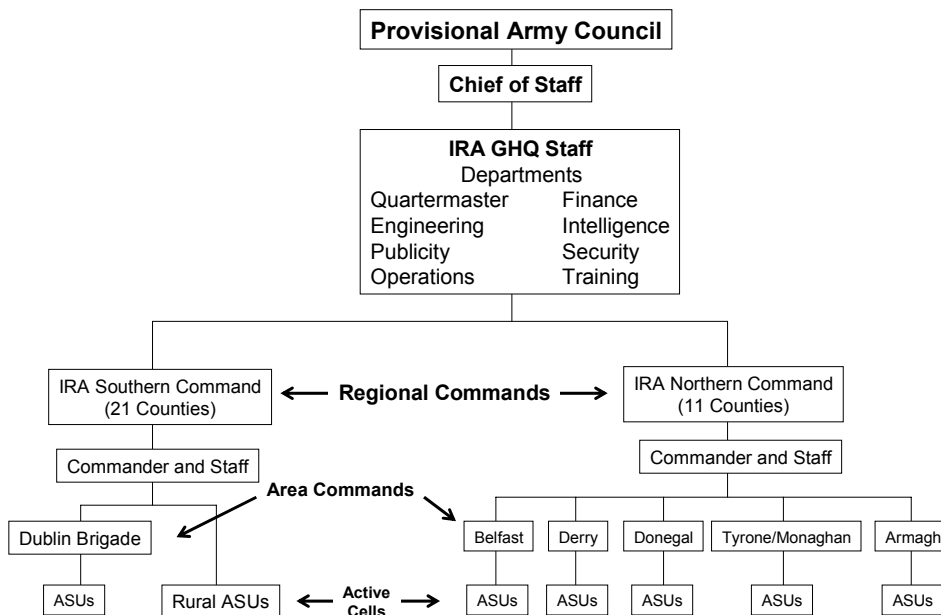 Provisional Army Council
Chief of Staff
IRA GHQ Staff
Departments
Quartermaster Finance
Engineering Intelligence
Publicity Security
Operations Training
IRA Southern Command
(21 Counties)
Regional Commands
IRA Northern Command
(11 Counties)
Commander and Staff
Commander and Staff
Area Commands
Dublin Brigade
Belfast
Derry
Donegal
Tyrone/Monaghan
Armagh
ASUs
Rural ASUs
Active
Cells
ASUs
ASUs
ASUs
ASUs
ASUs